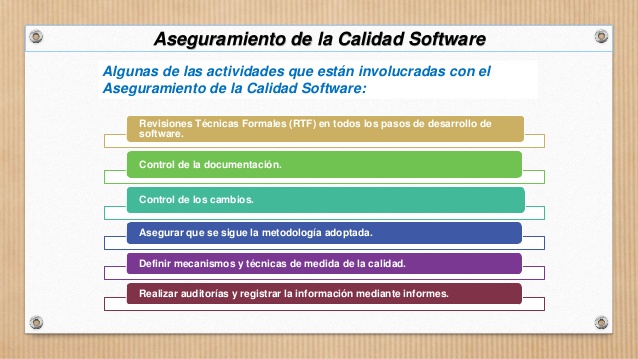 Aseguramiento de la Calidad Software
Algunas de las actividades que están involucradas con el
Aseguramiento de la Calidad Software:
Revisiones Técnicas Formales (RTF) en todos los pasos de desarrollo de
software.
Control de la documentación.
Control de los cambios.
Asegurar que se sigue la metodología adoptada.
Definir mecanismos y técnicas de medida de la calidad.
Realizar auditorías y registrar la información mediante informes.